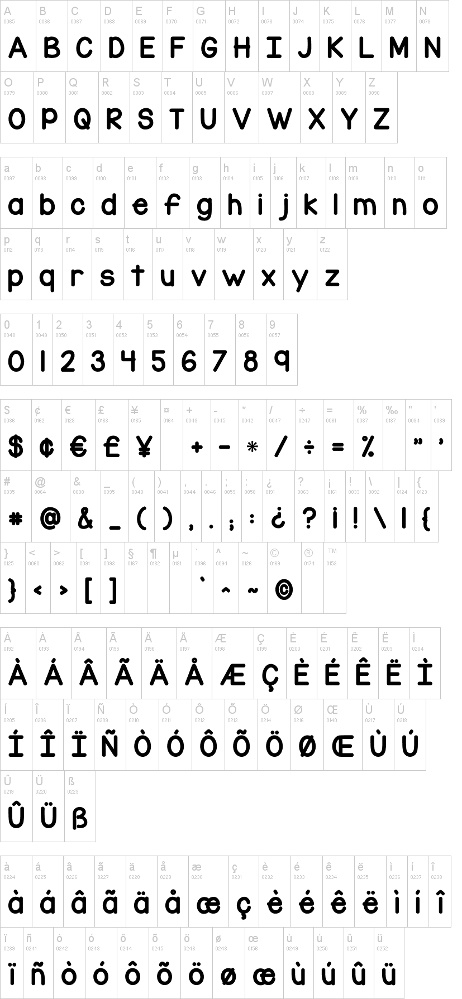 A B C D E F G H I J K L M N
0065 0066 0067 0068 0069 0070 0071 0072 0073 0074 0075 0076 0077 0078
A B C D E F G H I J K L M N
O P Q R S T U V W X Y Z
0079 0080 0081 0082 0083 0084 0085 0086 0087 0088 0089 0090
O P Q R S T U V W X Y Z
a b c d e f g h i j k l m n o
0097 0098 0099 0100 0101 0102 0103 0104 0105 0106 0107 0108 0109 0110 0111
a b c d e f g h i j k l m n o
p q r s t u v w x y z
0112 0113 0114 0115 0116 0117 0118 0119 0120 0121 0122
p q r s t u v w x y z
0 1 2 3 4 5 6 7 8 9
0048 0049 0050 0051 0052 0053 0054 0055 0056 0057
0 1 2 3 4 5 6 7 8 9
$ ¢ € £ ¥ ¤ + - * / ÷ = % ‰ " '
0036 0162 0128 0163 0165 0164 0043 0045 0042 0047 0247 0061 0037 0137 0034 0039
$ ¢ € £ ¥ + - * / ÷ = % " '
# @ & _ ( ) , . ; : ¿ ? ¡ ! \ | {
0035 0064 0038 0095 0040 0041 0044 0046 0059 0058 0191 0063 0161 0033 0092 0124 0123
# @ & _ ( ) , . ; : ¿ ? ¡ ! \ | {
} < > [ ] § ¶ µ ` ^ ~ © ® ™
0125 0060 0062 0091 0093 0167 0182 0181 0096 0094 0126 0169 0174 0153
} < > [ ] ` ^ ~ ©
À Á Â Ã Ä Å Æ Ç È É Ê Ë Ì
0192 0193 0194 0195 0196 0197 0198 0199 0200 0201 0202 0203 0204
À Á Â Ã Ä Å Æ Ç È É Ê Ë Ì
Í Î Ï Ñ Ò Ó Ô Õ Ö Ø Œ Ù Ú
0205 0206 0207 0209 0210 0211 0212 0213 0214 0216 0140 0217 0218
Í Î Ï Ñ Ò Ó Ô Õ Ö Ø Œ Ù Ú
Û Ü ß
0219 0220 0223
Û Ü ß
à á â ã ä å æ ç è é ê ë ì í î
0224 0225 0226 0227 0228 0229 0230 0231 0232 0233 0234 0235 0236 0237 0238
à á â ã ä å æ ç è é ê ë ì í î
ï ñ ò ó ô õ ö ø œ ù ú û ü
0239 0241 0242 0243 0244 0245 0246 0248 0156 0249 0250 0251 0252
ï ñ ò ó ô õ ö ø œ ù ú û ü